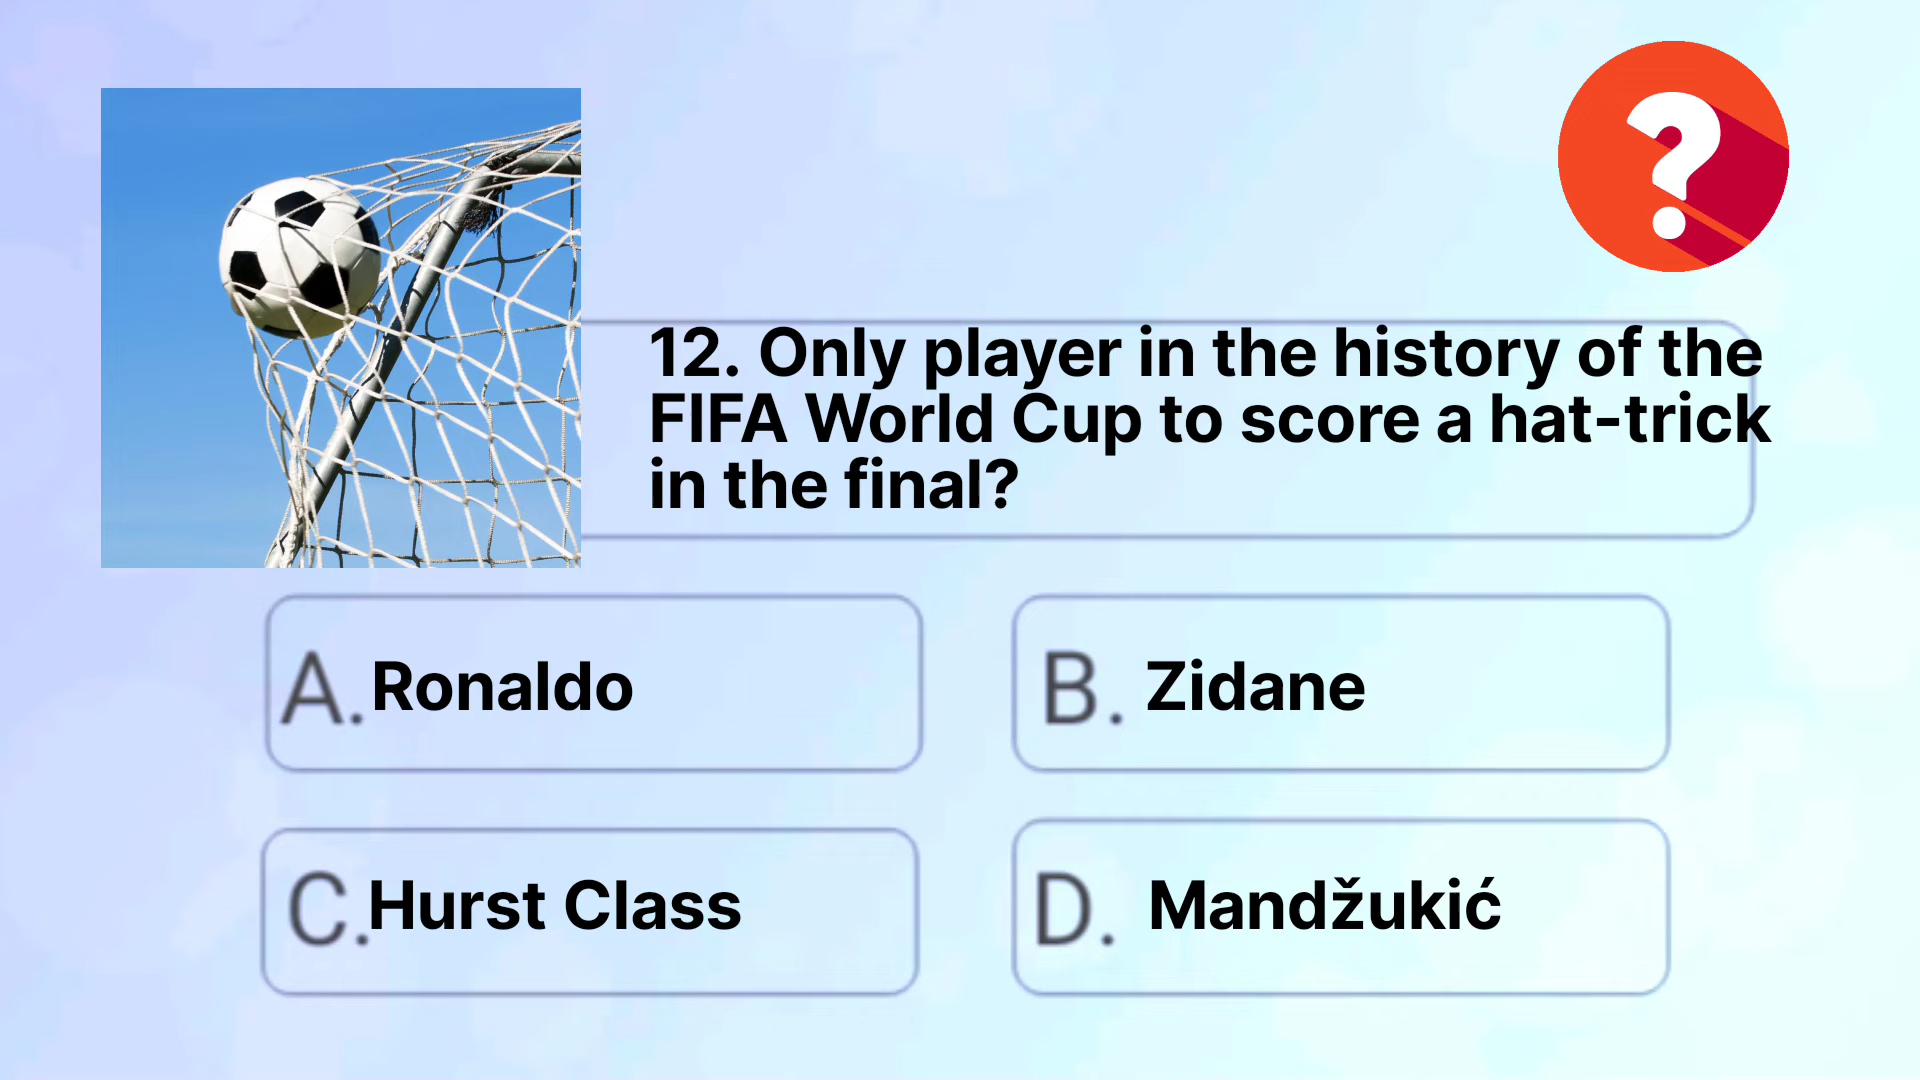 ?
12. Only player in the history of the
FIFA World Cup to score a hat-trick
in the final?
A. Ronaldo
B. Zidane
C. Hurst Class
D. Mandžukić